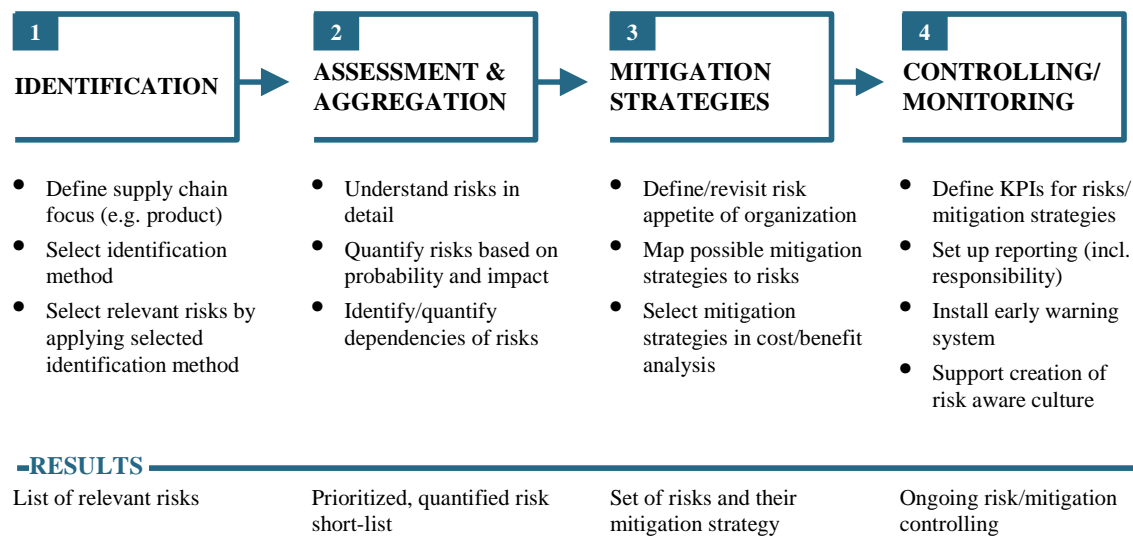 1
IDENTIFICATION
• Define supply chain
focus (e.g. product)
• Select identification
method
• Select relevant risks by
applying selected
identification method
2
ASSESSMENT &
AGGREGATION
• Understand risks in
detail
• Quantify risks based on
probability and impact
• Identify/quantify
dependencies of risks
3
MITIGATION
STRATEGIES
• Define/revisit risk
appetite of organization
• Map possible mitigation
strategies to risks
• Select mitigation
strategies in cost/benefit
analysis
4
CONTROLLING/
MONITORING
• Define KPIs for risks/
mitigation strategies
• Set up reporting (incl.
responsibility)
• Install early warning
system
• Support creation of
risk aware culture
RESULTS
List of relevant risks
Prioritized, quantified risk
short-list
Set of risks and their
mitigation strategy
Ongoing risk/mitigation
controlling